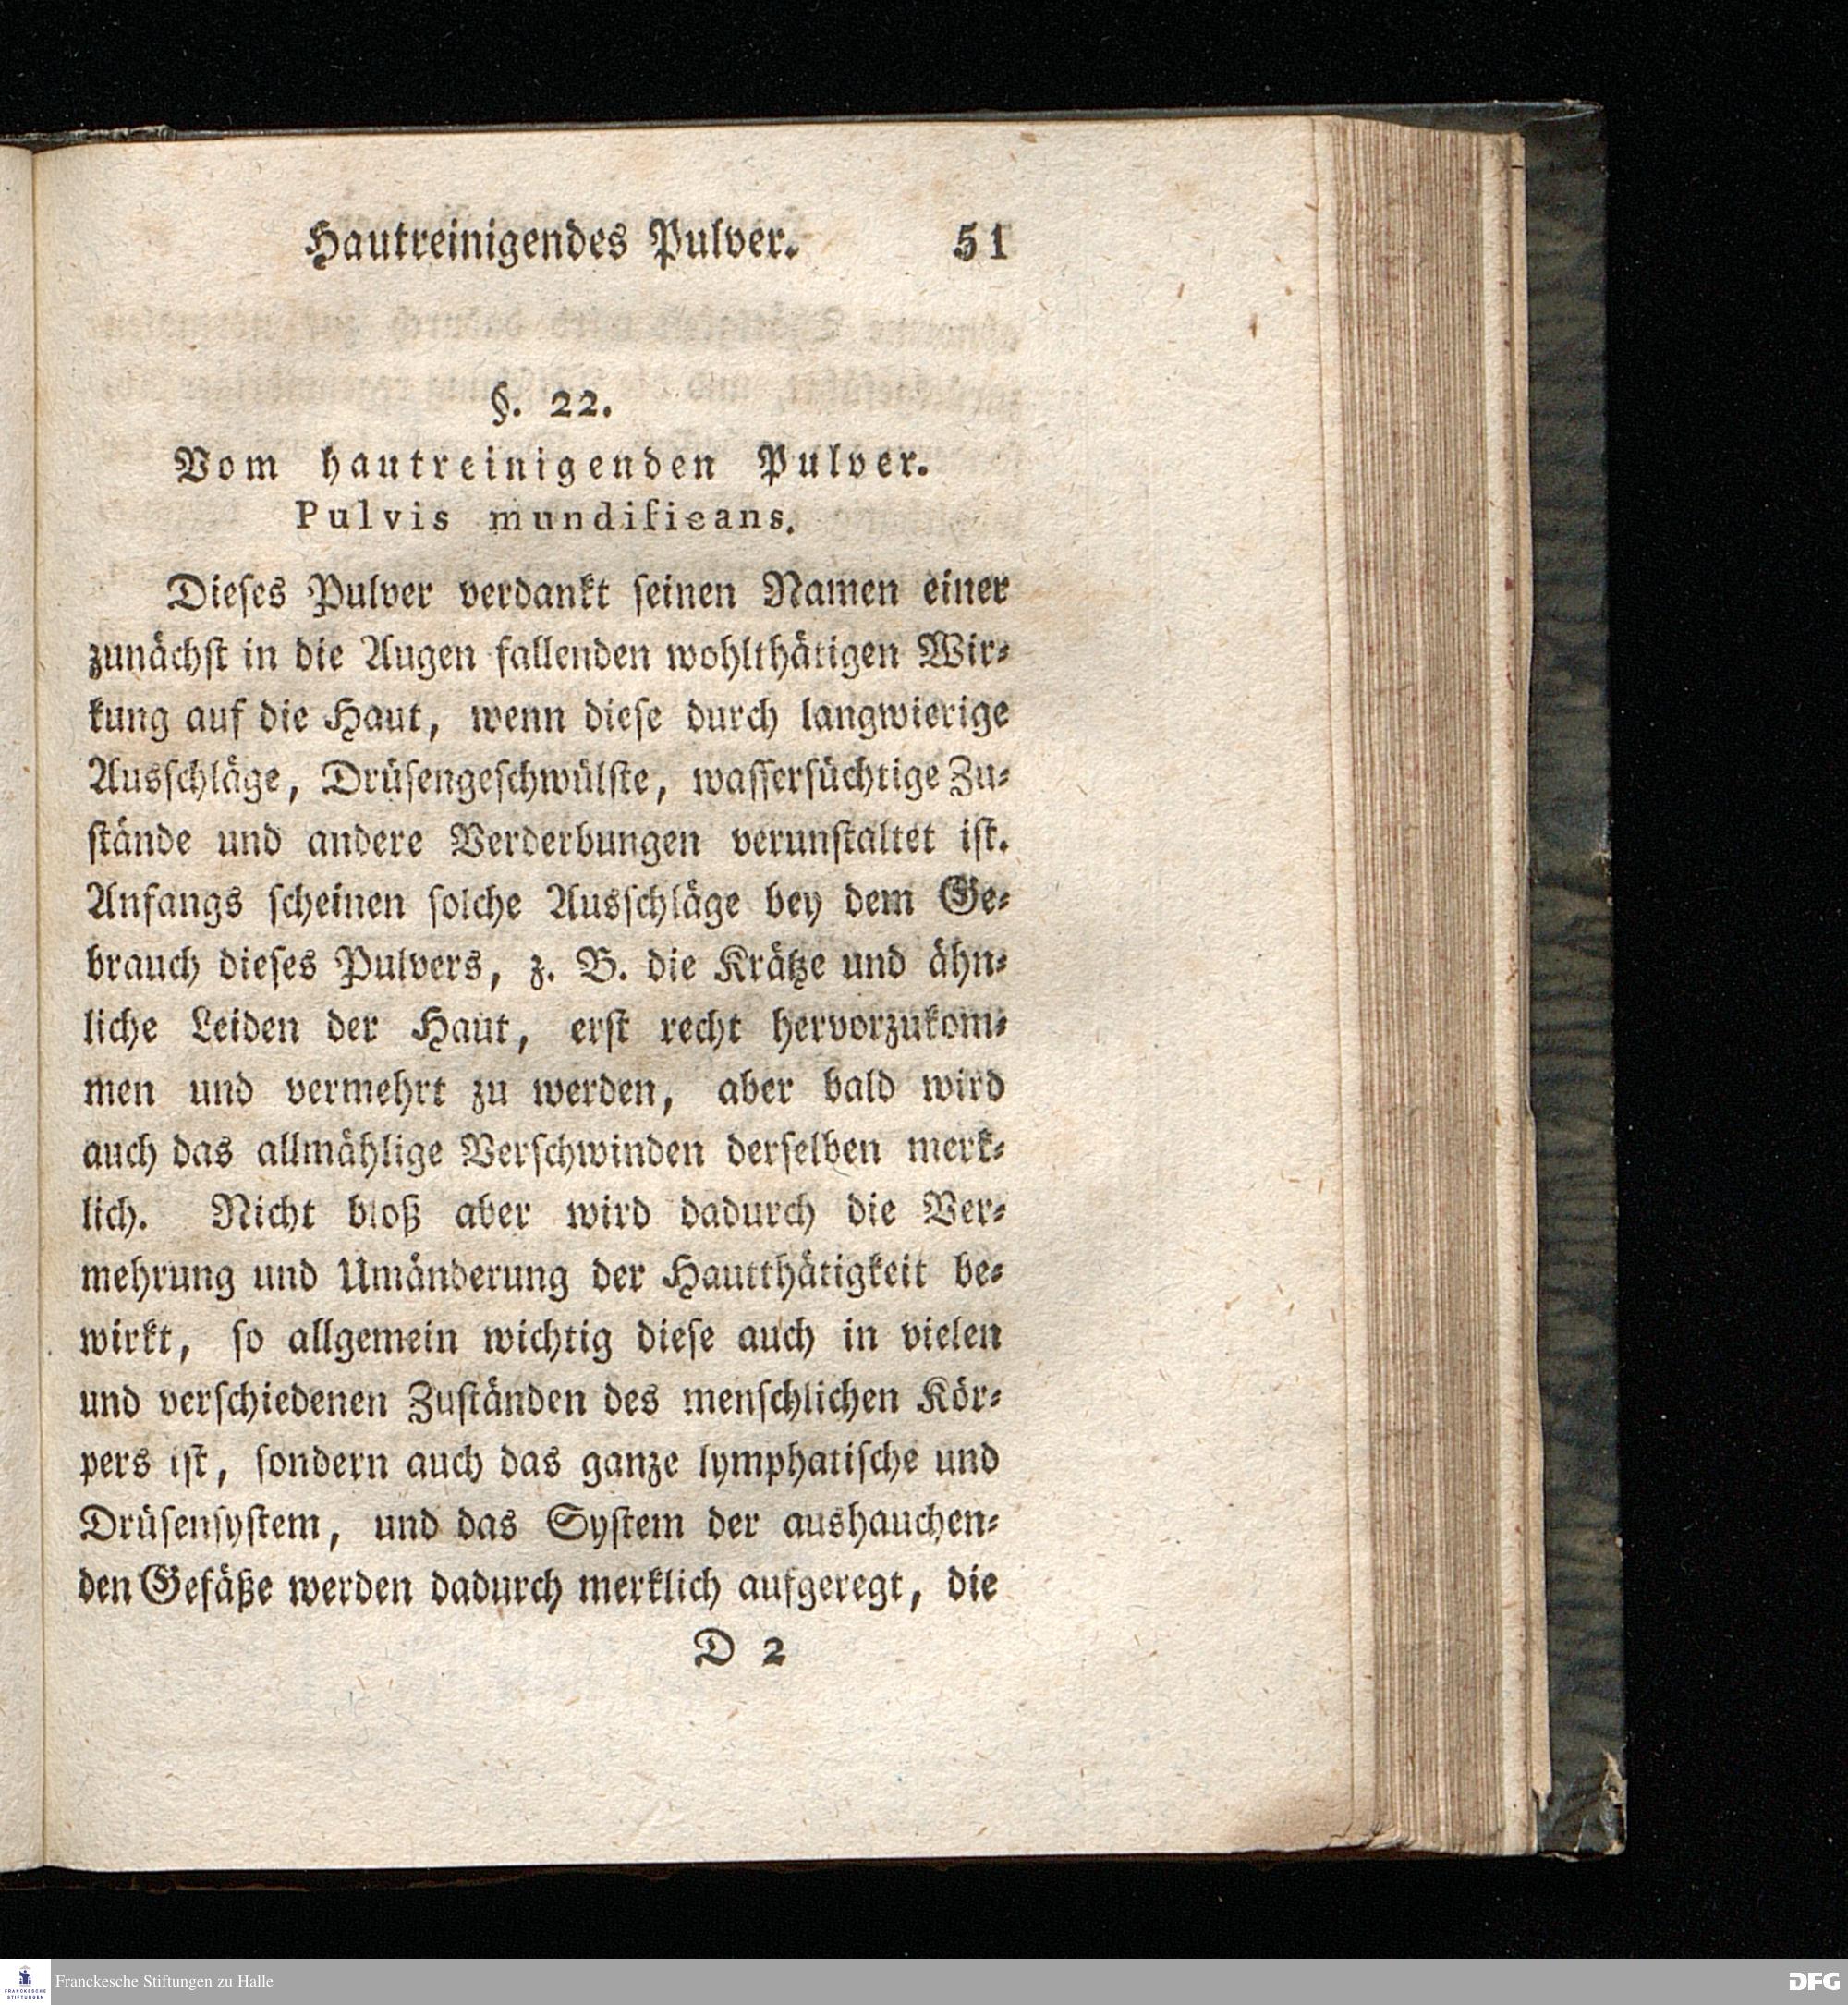 Hautreinigendes Pulver. 51
§. 22.
Vom hautreinigenden Pulver.
Pulvis mundificans.
Dieses Pulver verdankt seinen Namen einer
zunächst in die Augen fallenden wohlthätigen Wir⸗
kung auf die Haut, wenn diese durch langwierige
Ausschläge, Drüsengeschwülste, wassersüchtige Zu⸗
stände und andere Verderbungen verunstaltet ist.
Anfangs scheinen solche Ausschläge bey dem Ge⸗
brauch dieses Pulvers, z. B. die Krätze und ähn⸗
liche Leiden der Haut, erst recht hervorzukom⸗
men und vermehrt zu werden, aber bald wird
auch das allmählige Verschwinden derselben merk⸗
lich. Nicht bloß aber wird dadurch die Ver⸗
mehrung und Umänderung der Hautthätigkeit be⸗
wirkt, so allgemein wichtig diese auch in vielen
und verschiedenen Zuständen des menschlichen Kör⸗
pers ist, sondern auch das ganze lymphatische und
Drüsensystem, und das System der aushauchen⸗
den Gefäße werden dadurch merklich aufgeregt, die
D 2
FRANCKESCHE
STIFTUNGEN
Franckesche Stiftungen zu Halle
DFG